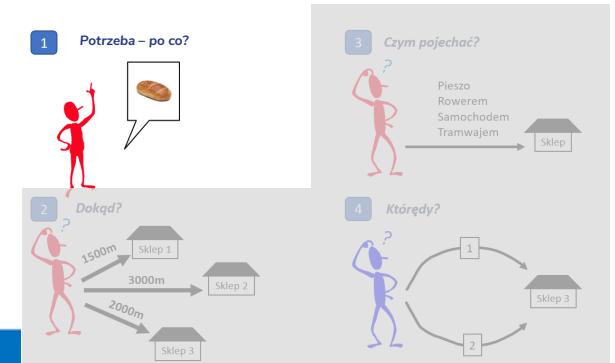 1
Potrzeba – po co?
2
Dokąd?
?
1500m
Sklep 1
3000m
Sklep 2
2000m
Sklep 3
3
Czym pojechać?
?
Pieszo
Rowerem
Samochodem
Tramwajem
Sklep
4
Którędy?
?
1
Sklep 3
2